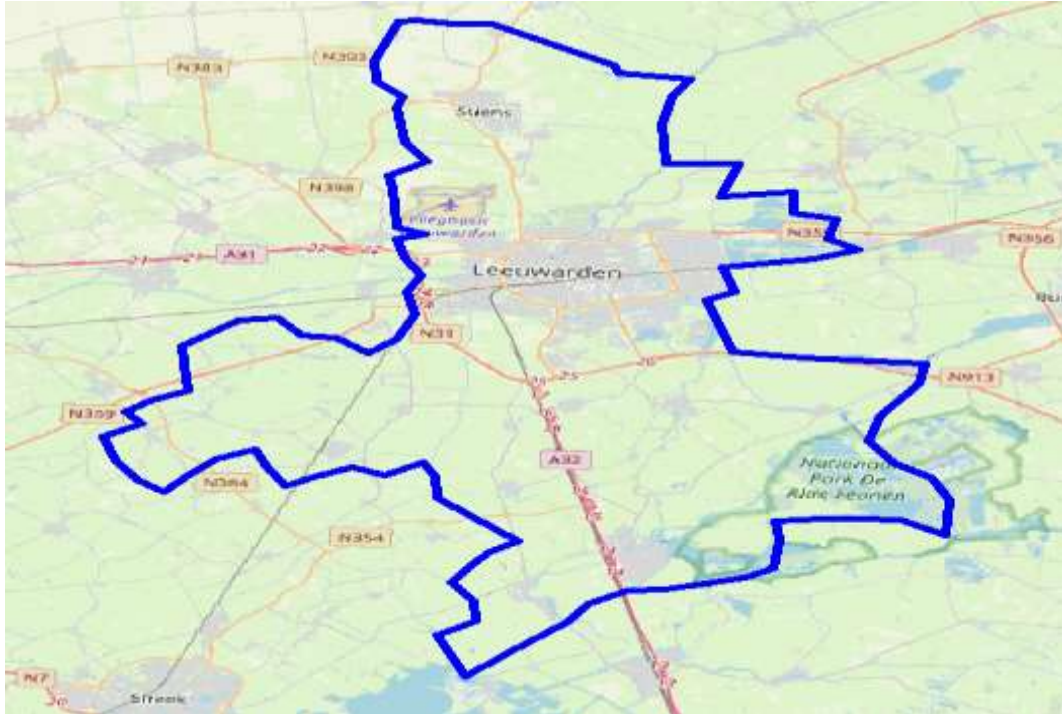 N393
N383
Stiens
N398
Leeuwarden
A31
N355
N356
Leeuwarden
N31
N359
N913
A32
Nationaal
Park De
Alde Feanen
N384
N354
N7
Sneek